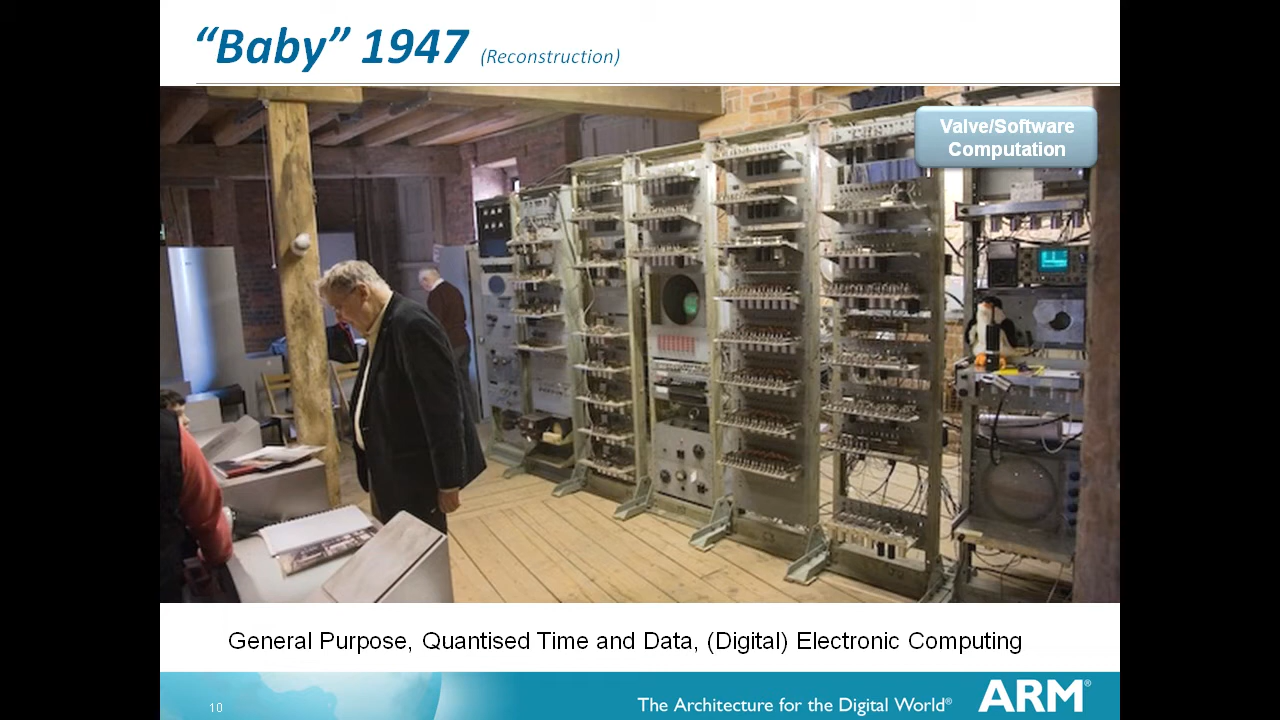 “Baby” 1947 (Reconstruction)
Valve/Software
Computation
General Purpose, Quantised Time and Data, (Digital) Electronic Computing
10
The Architecture for the Digital World® ARM®